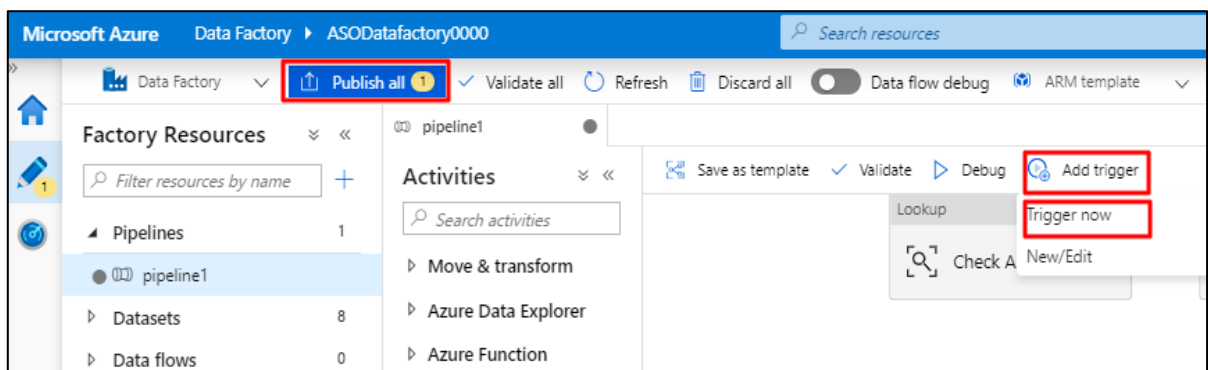 Microsoft Azure Data Factory ▸ ASODatafactory0000 Search resources
» Data Factory Publish all 1 Validate all Refresh Discard all Data flow debug ARM template
Factory Resources
Filter resources by name +
1
Pipelines 1
pipeline1
Datasets 8
Data flows 0
pipeline1
Activities
Search activities
Move & transform
Azure Data Explorer
Azure Function
Save as template Validate Debug Add trigger
Trigger now
New/Edit
Lookup
Check A